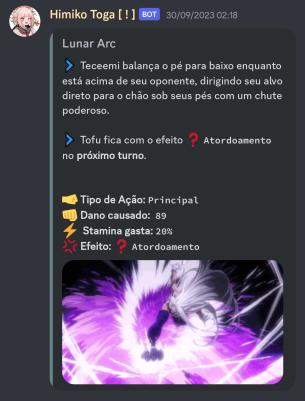 Himiko Toga [ ! ] BOT 30/09/2023 02:18
Lunar Arc
Teceemi balança o pé para baixo enquanto
está acima de seu oponente, dirigindo seu alvo
direto para o chão sob seus pés com um chute
poderoso.
Tofu fica com o efeito ❓ Atordoamento
no próximo turno.
Tipo de Ação: Principal
Dano causado: 89
Stamina gasta: 20%
Efeito: ❓ Atordoamento